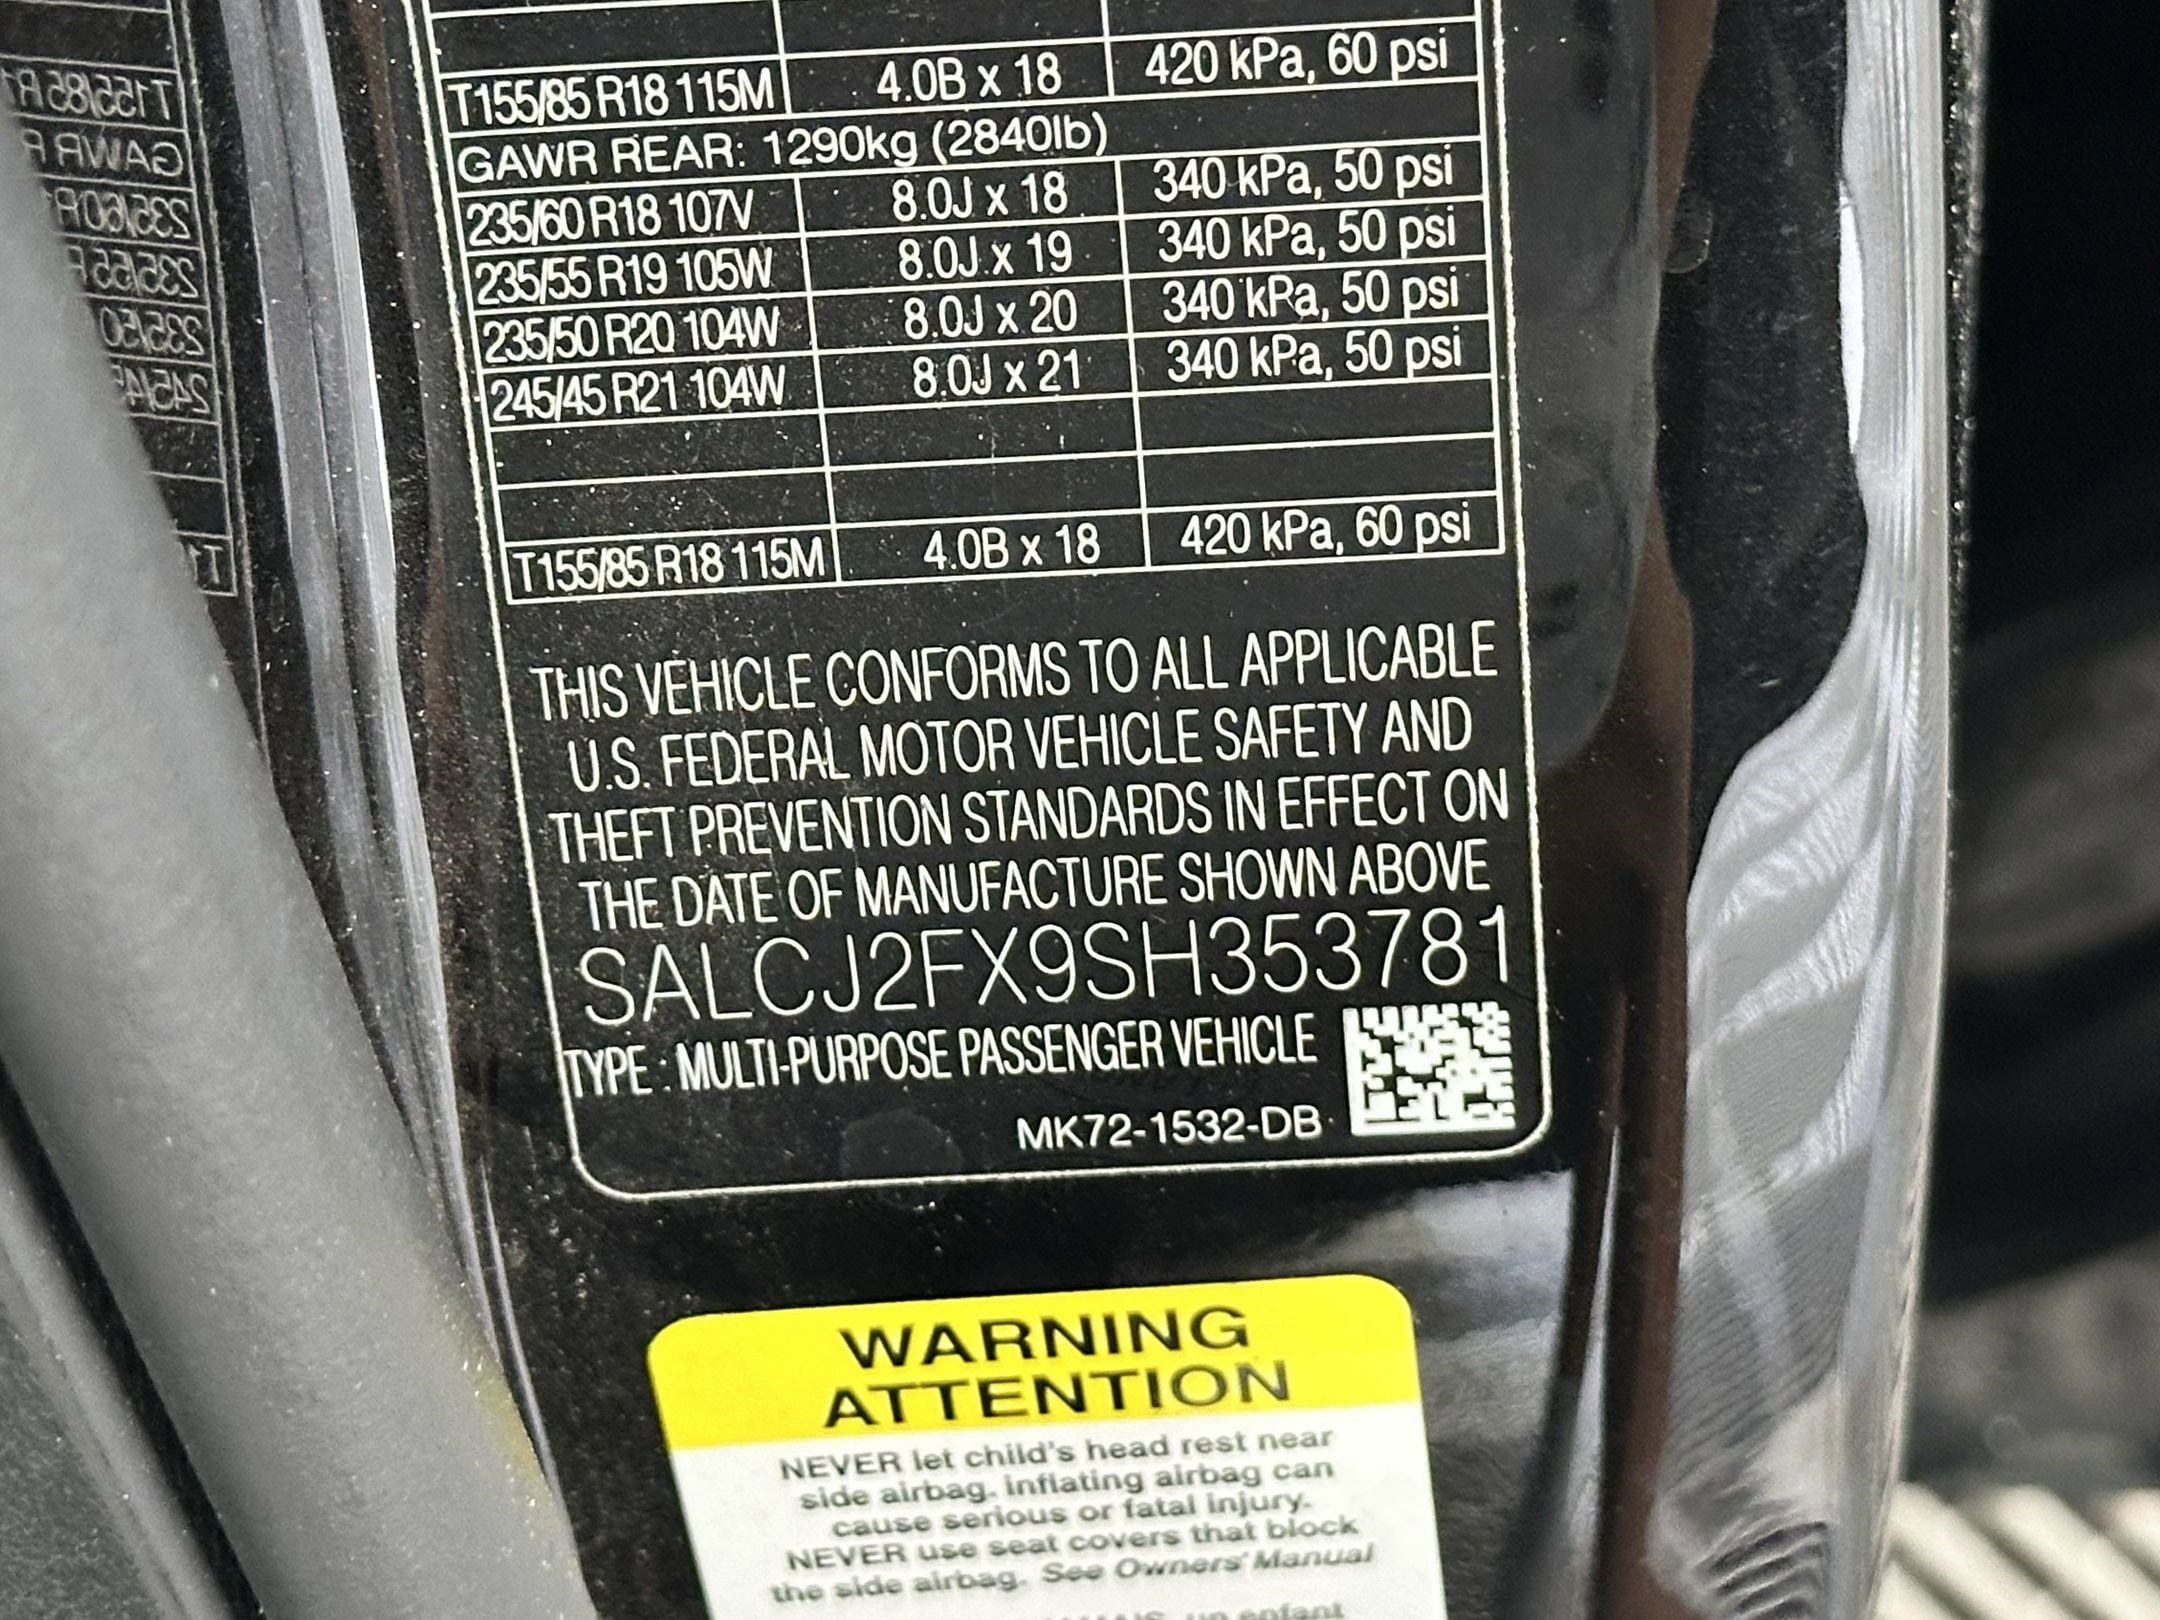 T155/85 R18 115M 4.0B x 18 420 kPa, 60 psi
GAWR REAR: 1290kg (2840lb)
235/60 R18 107V 8.0J x 18 340 kPa, 50 psi
235/55 R19 105W 8.0J x 19 340 kPa, 50 psi
235/50 R20 104W 8.0J x 20 340 kPa, 50 psi
245/45 R21 104W 8.0J x 21 340 kPa, 50 psi
T155/85 R18 115M 4.0B x 18 420 kPa, 60 psi
THIS VEHICLE CONFORMS TO ALL APPLICABLE
U.S. FEDERAL MOTOR VEHICLE SAFETY AND
THEFT PREVENTION STANDARDS IN EFFECT ON
THE DATE OF MANUFACTURE SHOWN ABOVE
SALCJ2FX9SH353781
TYPE : MULTI-PURPOSE PASSENGER VEHICLE
MK72-1532-DB
WARNING
ATTENTION
NEVER let child's head rest near
side airbag. Inflating airbag can
cause serious or fatal injury.
NEVER use seat covers that block
the side airbag. See Owners' Manual
un enfant